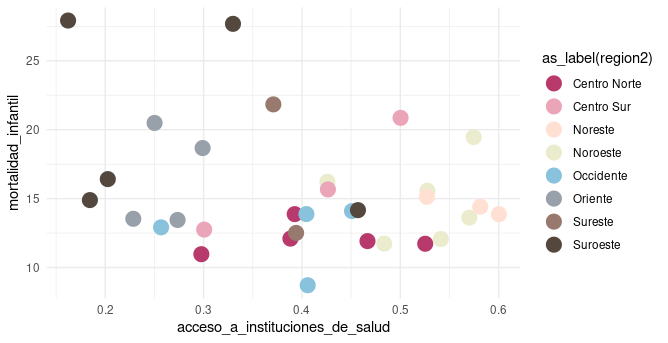 25
20
15
10
mortalidad_infantil
0.2
0.3
0.4
0.5
0.6
acceso_a_instituciones_de_salud
as_label(region2)
Centro Norte
Centro Sur
Noreste
Noroeste
Occidente
Oriente
Sureste
Suroeste